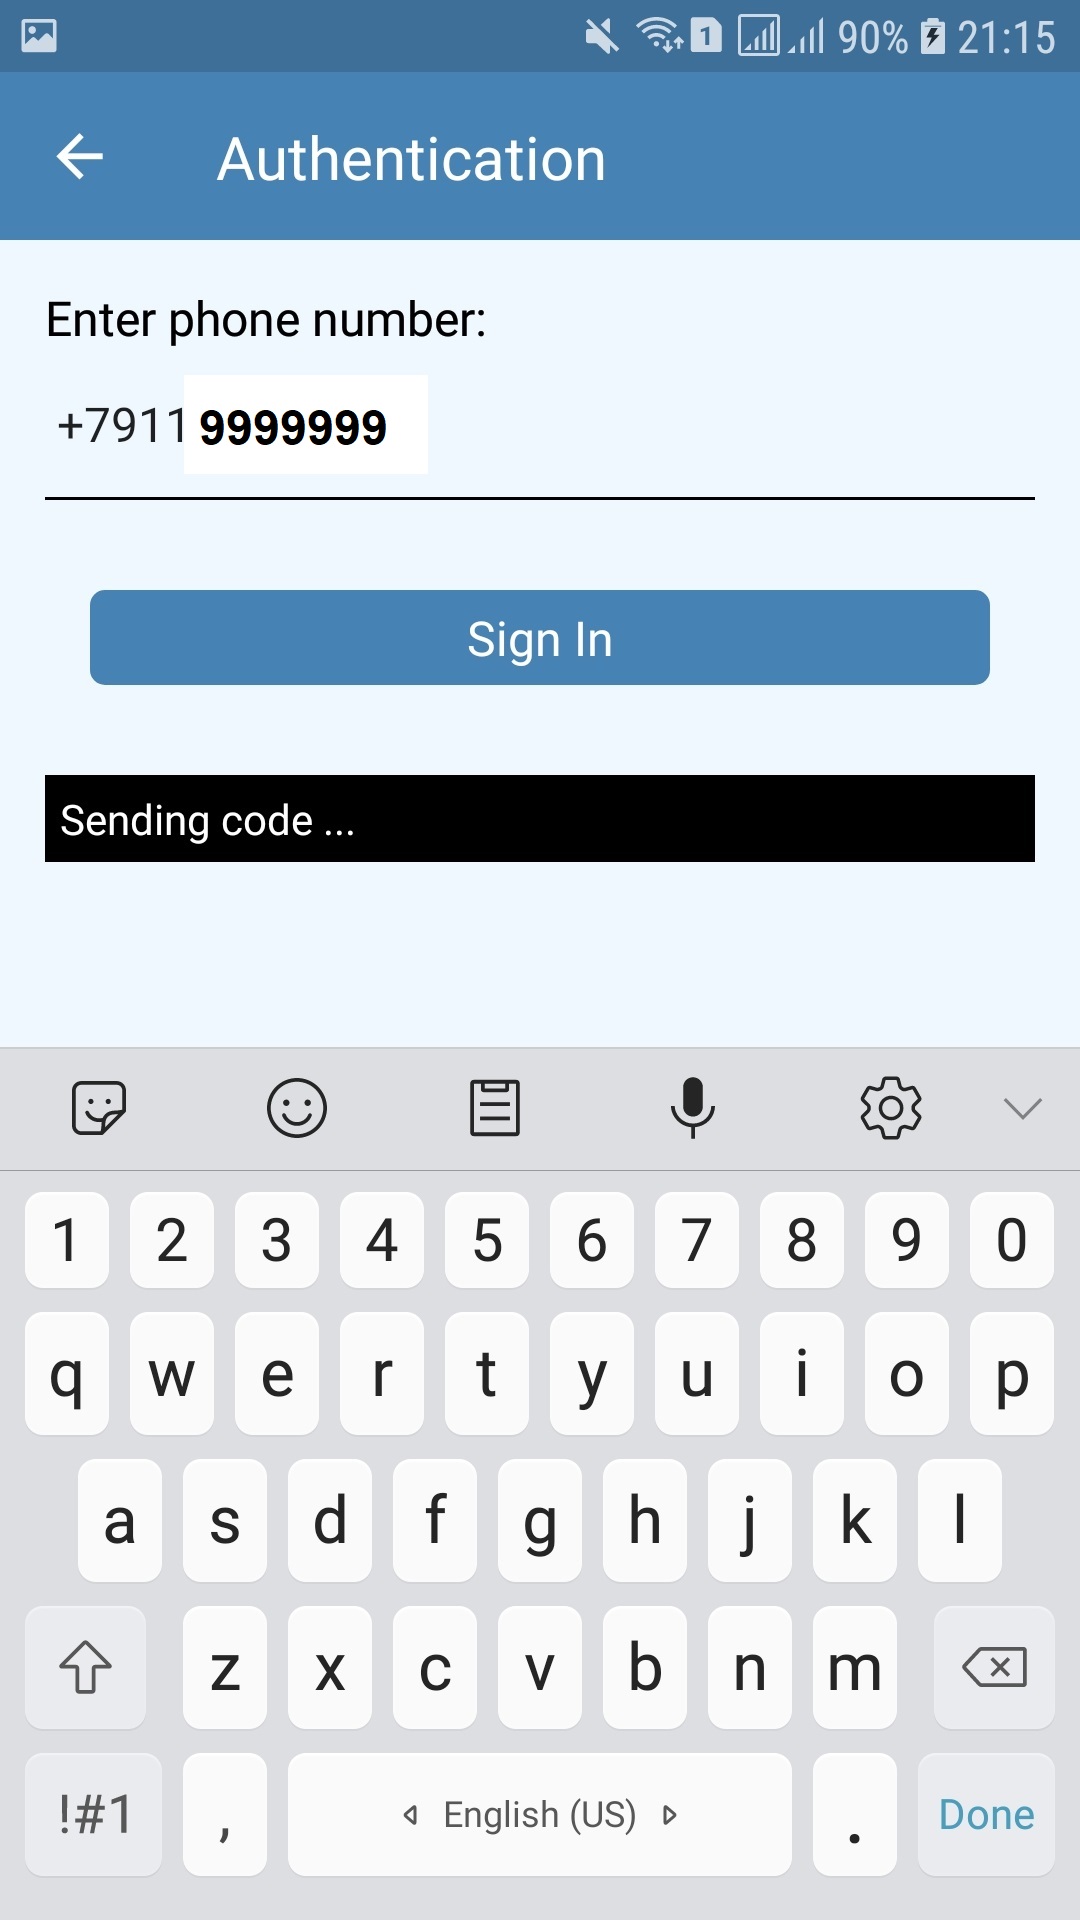 1 90% 21:15
Authentication
Enter phone number:
+7911 9999999
Sign In
Sending code ...
1 2 3 4 5 6 7 8 9 0
q w e r t y u i o p
a s d f g h j k l
z x c v b n m
!#1 , English (US) . Done